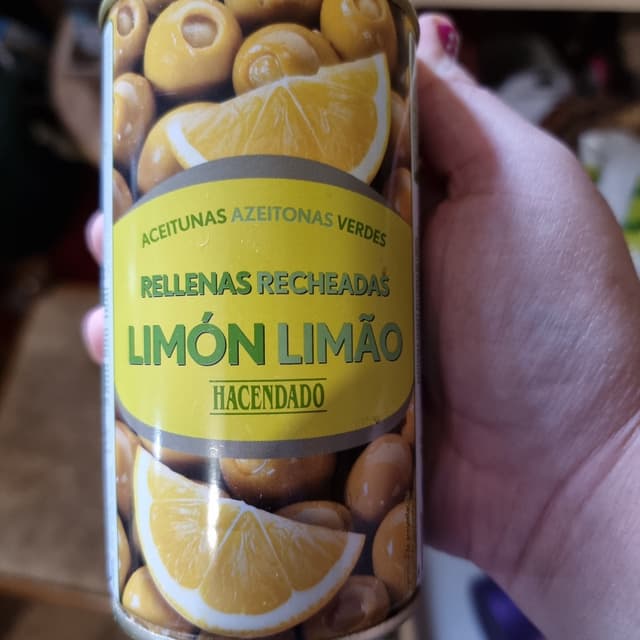 ACEITUNAS AZEITONAS VERDES
RELLENAS RECHEADAS
LIMÓN LIMÃO
HACENDADO